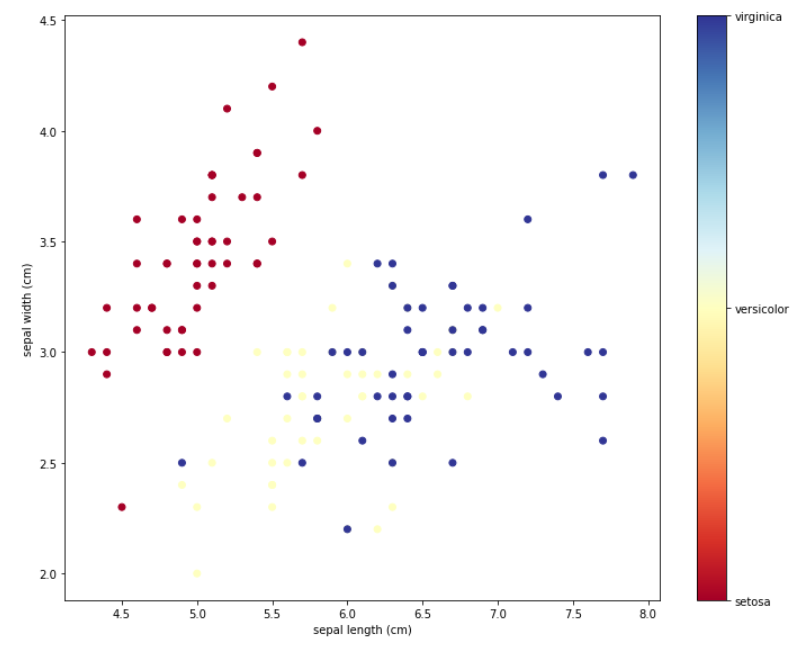 4.5
4.0
3.5
3.0
2.5
2.0
sepal width (cm)
4.5 5.0 5.5 6.0 6.5 7.0 7.5 8.0
sepal length (cm)
virginica
versicolor
setosa